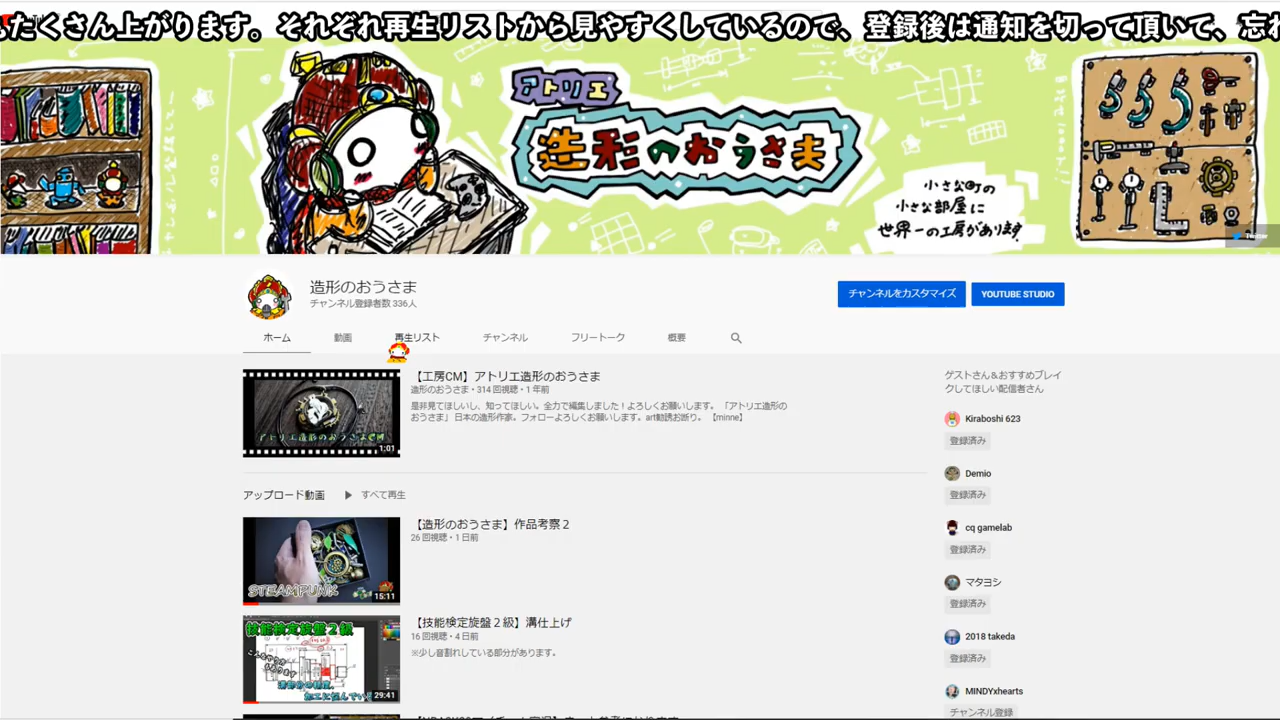 たくさん上がります。それぞれ再生リストから見やすくしているので、登録後は通知を切って頂いて、忘れ
アトリエ
造形のおうさま
小さな町の
小さな部屋に
世界一の工房があります。
Twitter
造形のおうさま
チャンネル登録者数 336人
チャンネルをカスタマイズ
YOUTUBE STUDIO
ホーム 動画 再生リスト チャンネル フリートーク 概要
【工房CM】アトリエ造形のおうさま
造形のおうさま・314 回視聴・1 年前
是非見てほしいし、知ってほしい。全力で編集しました！よろしくお願いします。 「アトリエ造形の
おうさま」 日本の造形作家。フォローよろしくお願いします。art勧誘お断り。 【minne】
アトリエ造形のおうさまCM
1:01
ゲストさん＆おすすめブレイ
クしてほしい配信者さん
Kiraboshi 623
登録済み
Demio
登録済み
cq gamelab
登録済み
マタヨシ
登録済み
2018 takeda
登録済み
MINDYxhearts
チャンネル登録
アップロード動画 すべて再生
【造形のおうさま】作品考察２
26 回視聴・1 日前
STEAMPUNK
15:11
【技能検定旋盤２級】溝仕上げ
16 回視聴・4 日前
※少し音割れしている部分があります。
技能検定旋盤２級
29:41